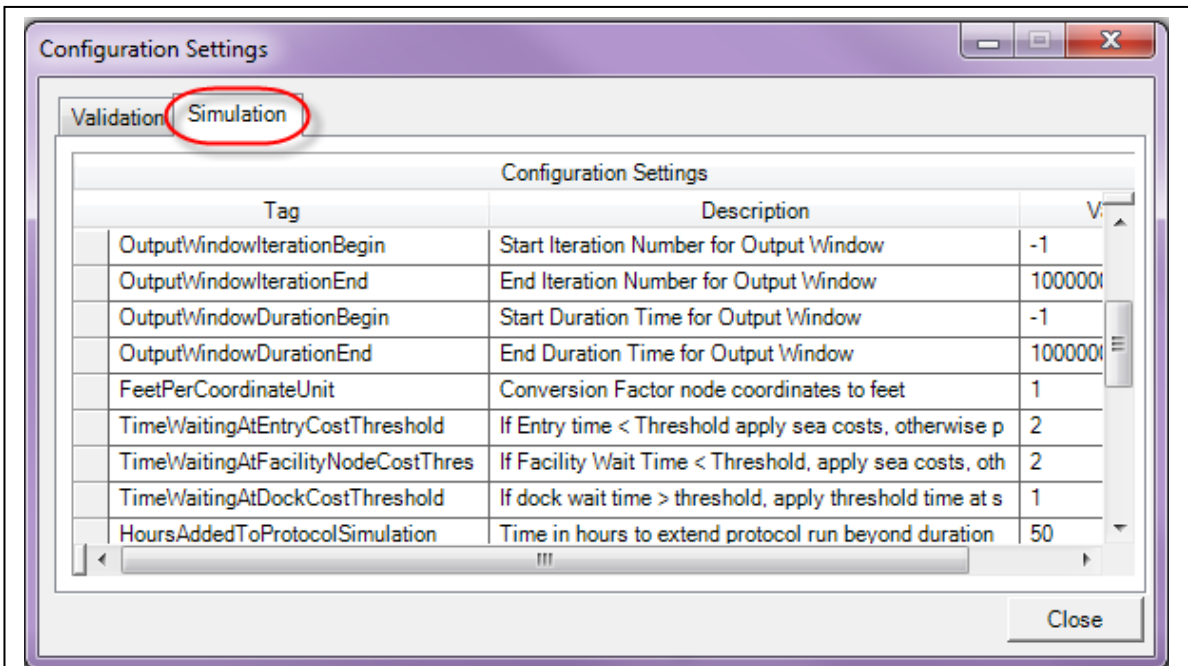 Configuration Settings
Validation Simulation
Configuration Settings
Tag Description
OutputWindowIterationBegin Start Iteration Number for Output Window -1
OutputWindowIterationEnd End Iteration Number for Output Window 1000000
OutputWindowDurationBegin Start Duration Time for Output Window -1
OutputWindowDurationEnd End Duration Time for Output Window 1000000
FeetPerCoordinateUnit Conversion Factor node coordinates to feet 1
TimeWaitingAtEntryCostThreshold If Entry time < Threshold apply sea costs, otherwise p 2
TimeWaitingAtFacilityNodeCostThres If Facility Wait Time < Threshold, apply sea costs, oth 2
TimeWaitingAtDockCostThreshold If dock wait time > threshold, apply threshold time at s 1
HoursAddedToProtocolSimulation Time in hours to extend protocol run beyond duration 50
Close